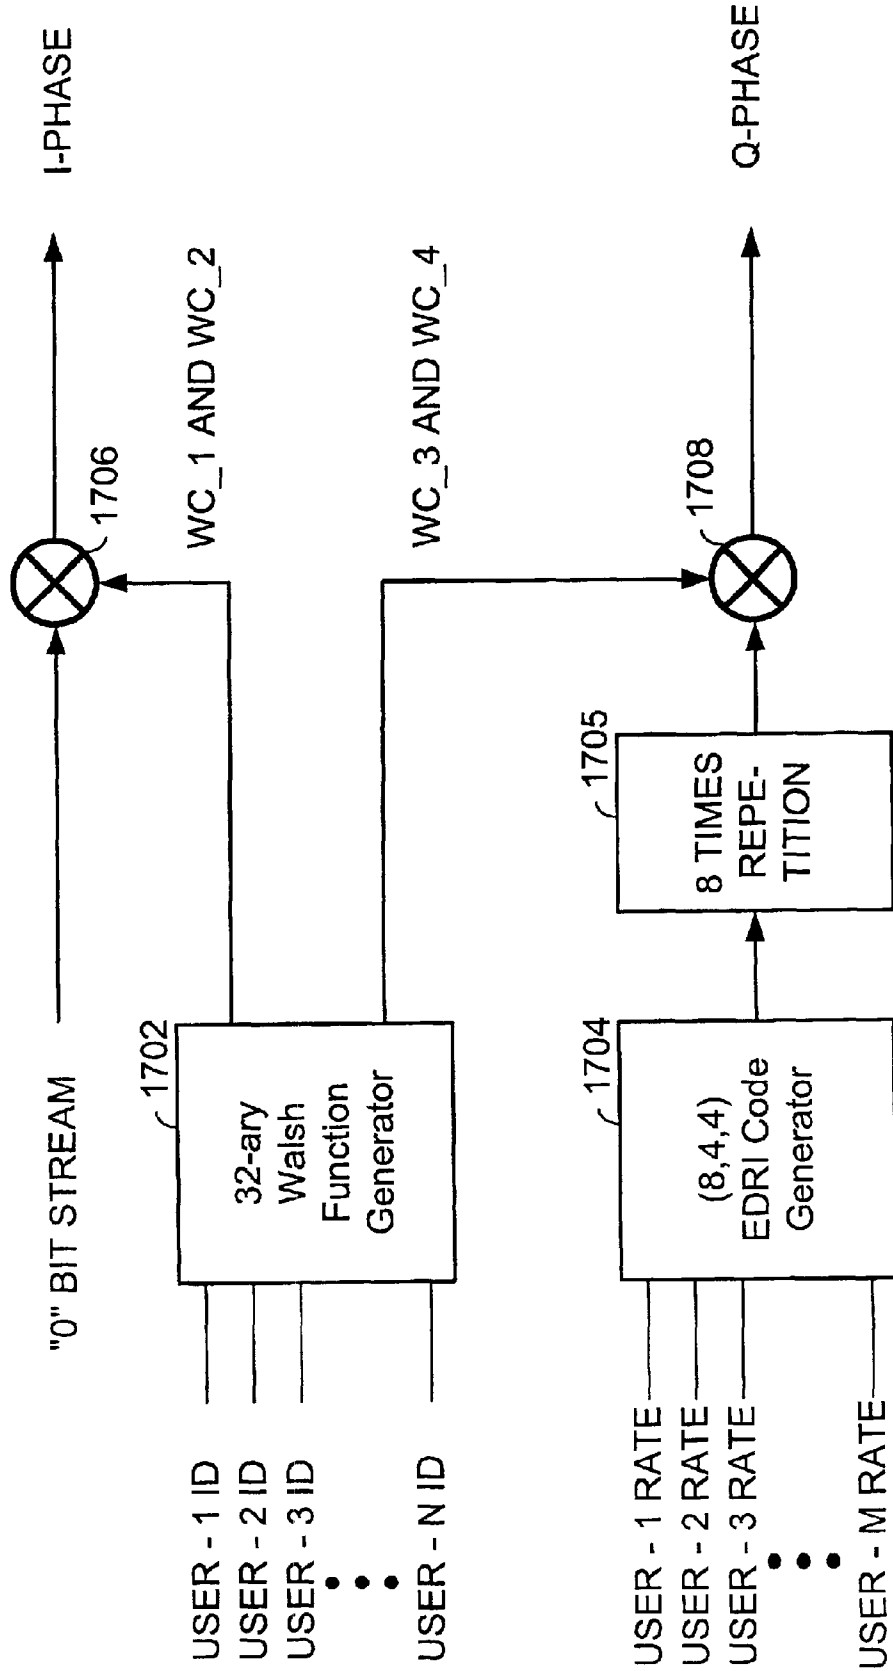 "0" BIT STREAM
I-PHASE
1706
WC_1 AND WC_2
USER - 1 ID
USER - 2 ID
USER - 3 ID
USER - N ID
1702
32-ary
Walsh
Function
Generator
WC_3 AND WC_4
USER - 1 RATE
USER - 2 RATE
USER - 3 RATE
USER - M RATE
1704
(8,4,4)
EDRI Code
Generator
1705
8 TIMES
REPE-
TITION
1708
Q-PHASE